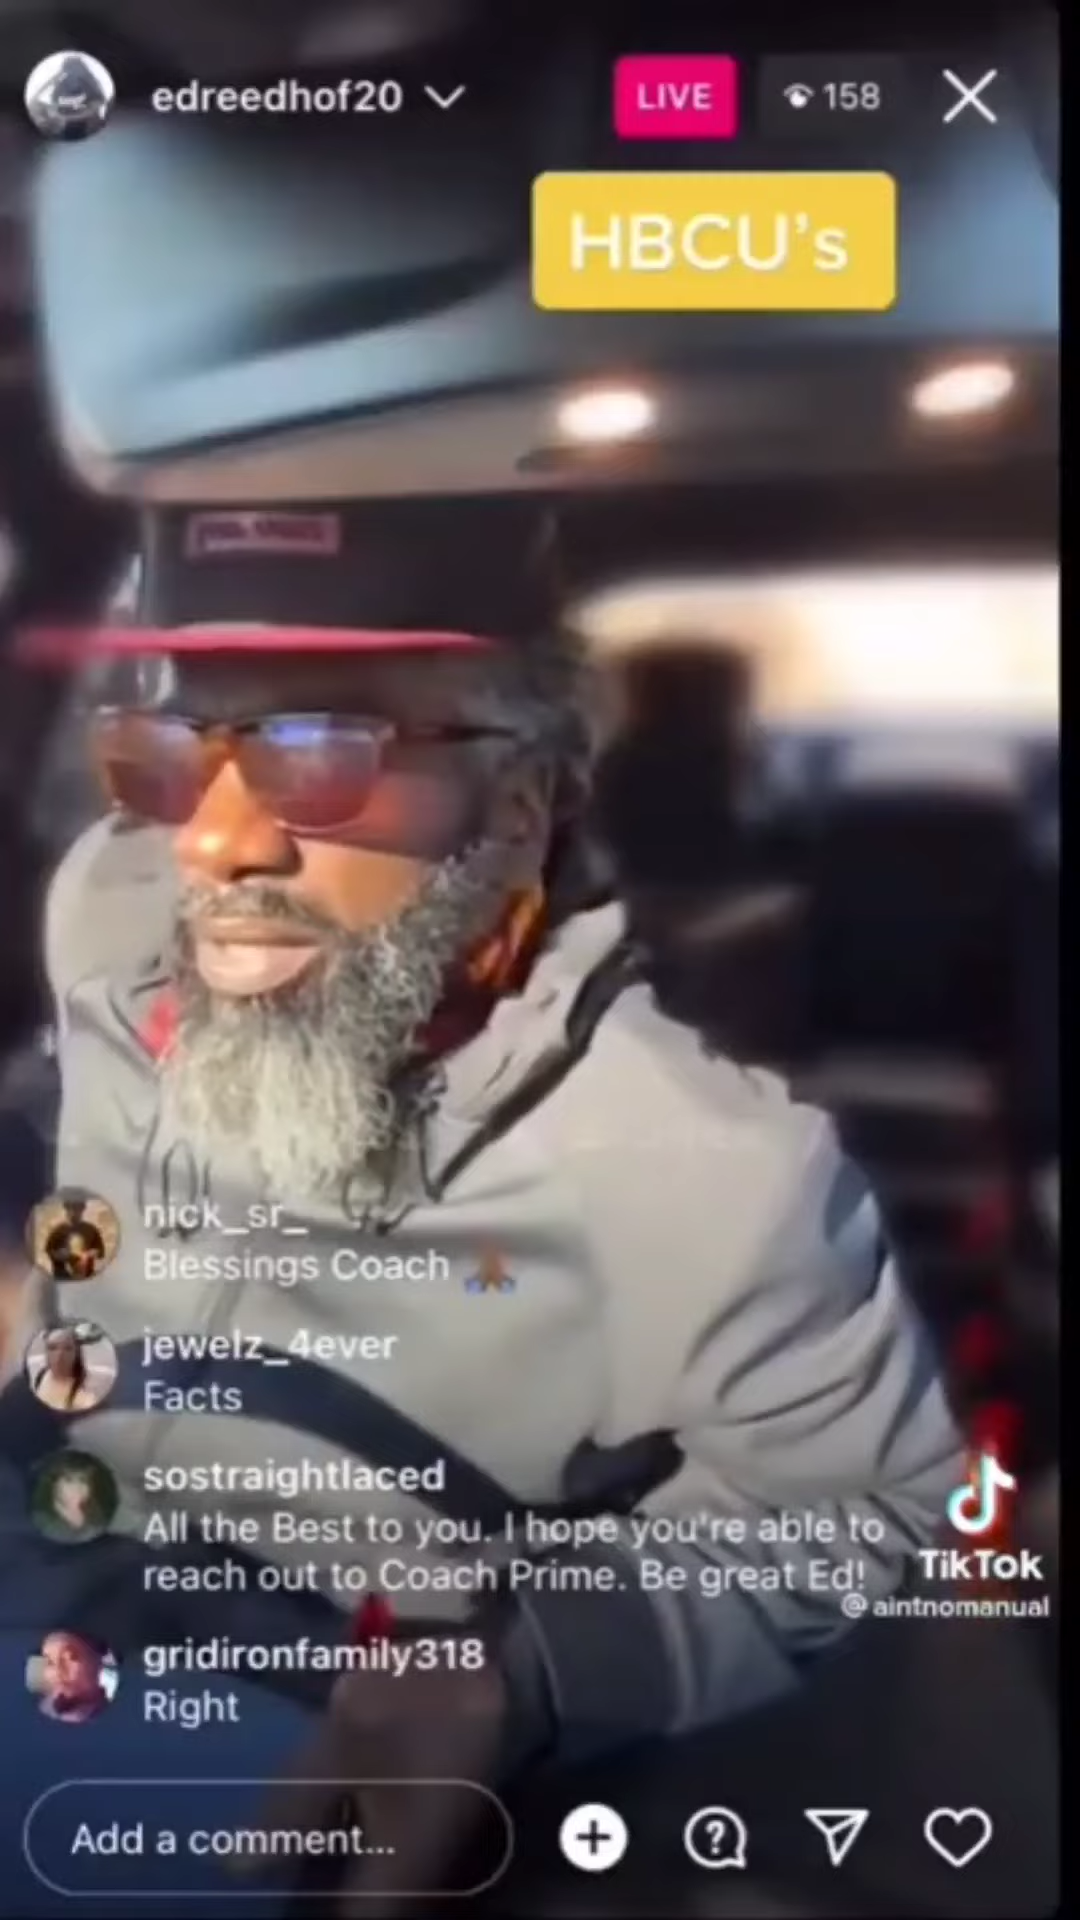 edreedhof20
LIVE
158
HBCU's
nick_sr_
Blessings Coach 🙏🏾
jewelz_4ever
Facts
sostraightlaced
All the Best to you. I hope you're able to
reach out to Coach Prime. Be great Ed!
TikTok
@aintnomanual
gridironfamily318
Right
Add a comment...